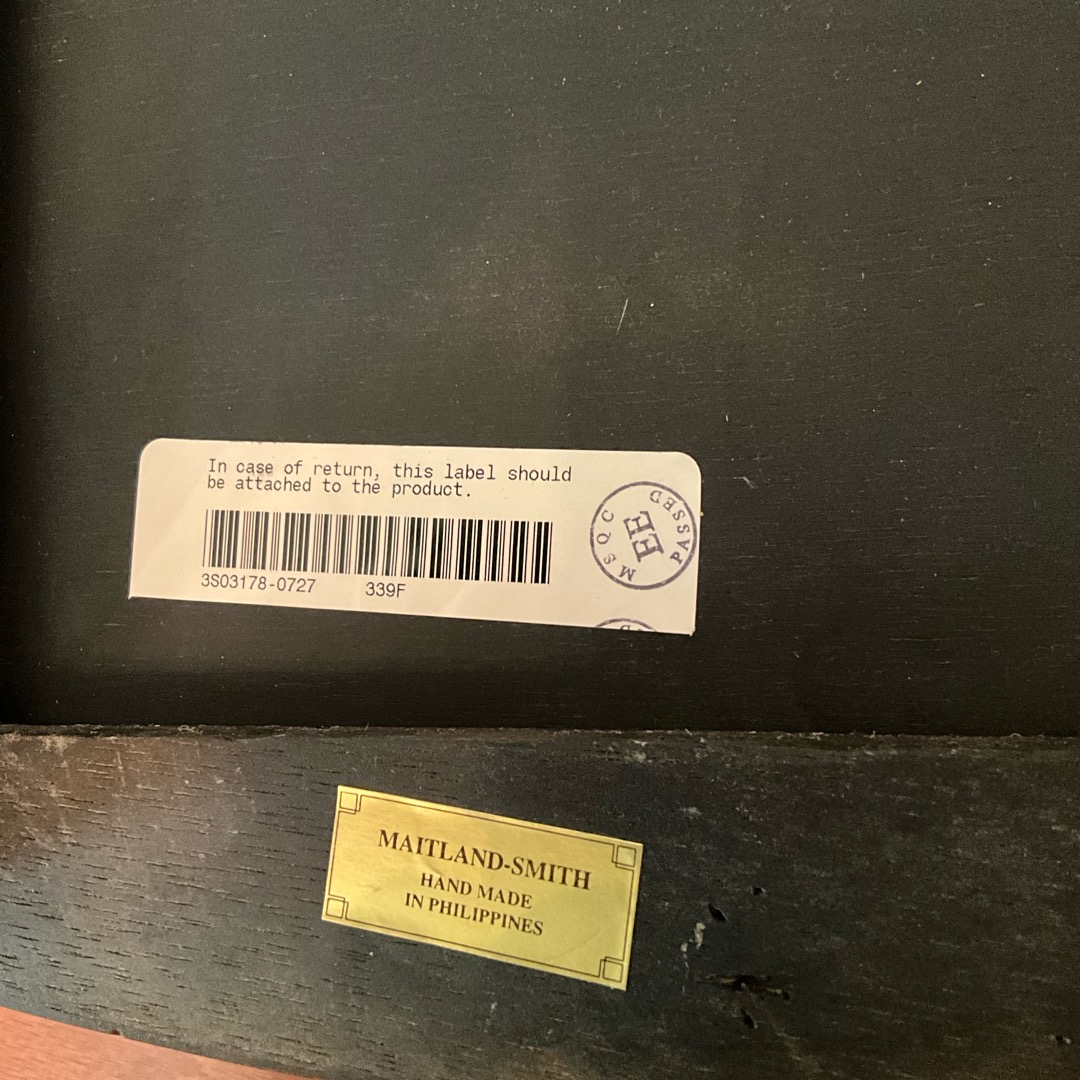 In case of return, this label should
be attached to the product.
3S03178-0727 339F
MSQC
EE
PASSED
MAITLAND-SMITH
HAND MADE
IN PHILIPPINES